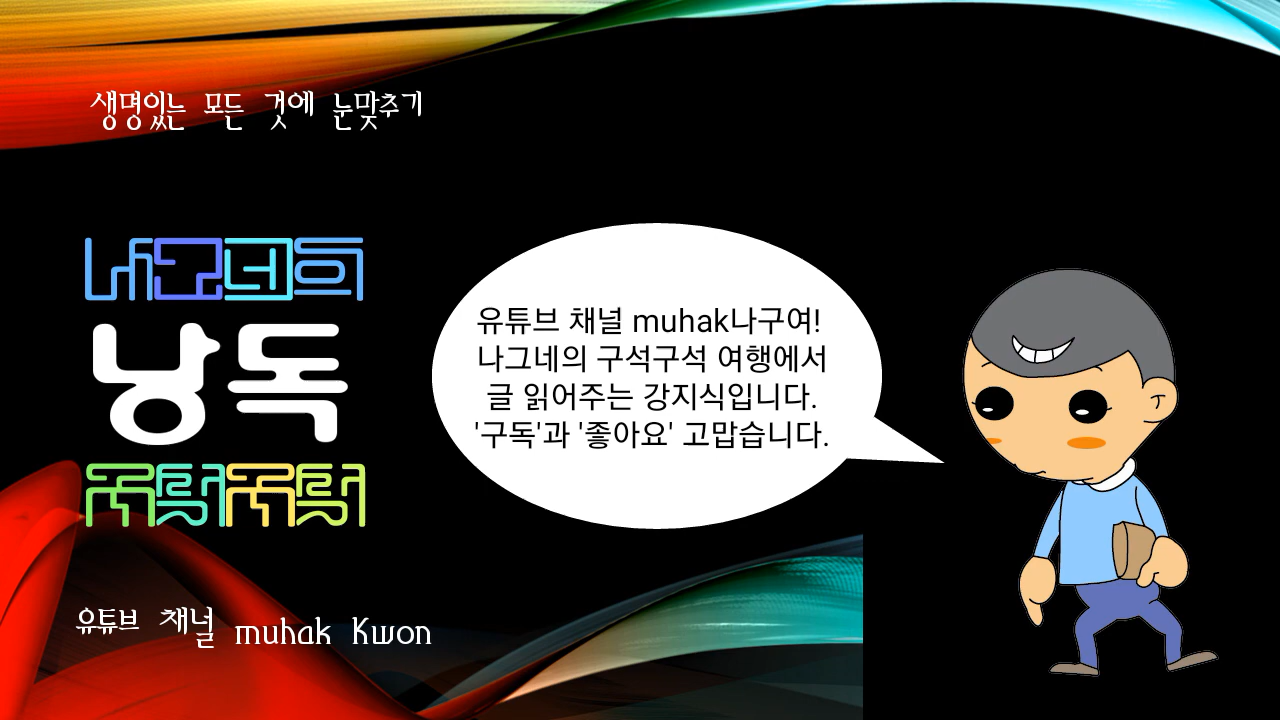 생명있는 모든 것에 눈맞추기
나그네의
낭독
구석구석
유튜브 채널 muhak나구여!
나그네의 구석구석 여행에서
글 읽어주는 강지식입니다.
'구독'과 '좋아요' 고맙습니다.
유튜브 채널 muhak Kwon